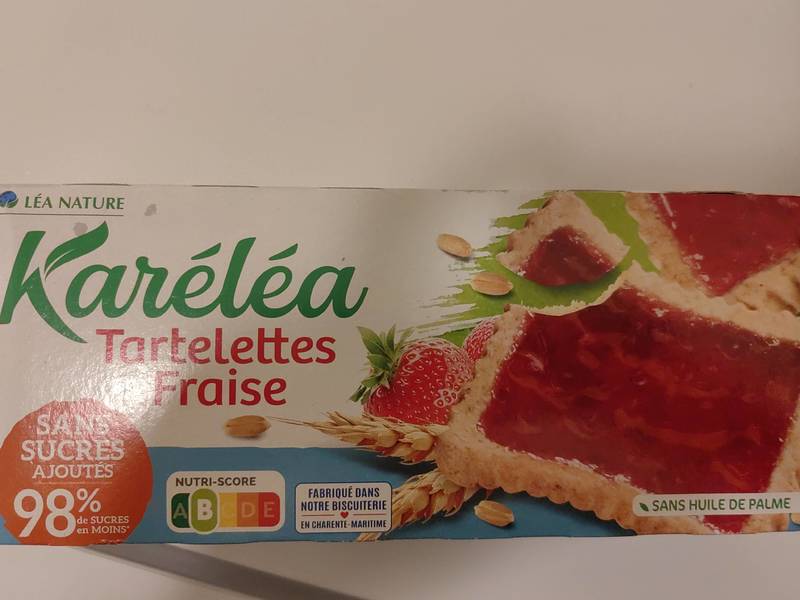 LÉA NATURE
Karéléa
Tartelettes
Fraise
SANS
SUCRES
AJOUTÉS
98%
de SUCRES
en MOINS*
NUTRI-SCORE
A B C D E
FABRIQUÉ DANS
NOTRE BISCUITERIE
EN CHARENTE-MARITIME
SANS HUILE DE PALME